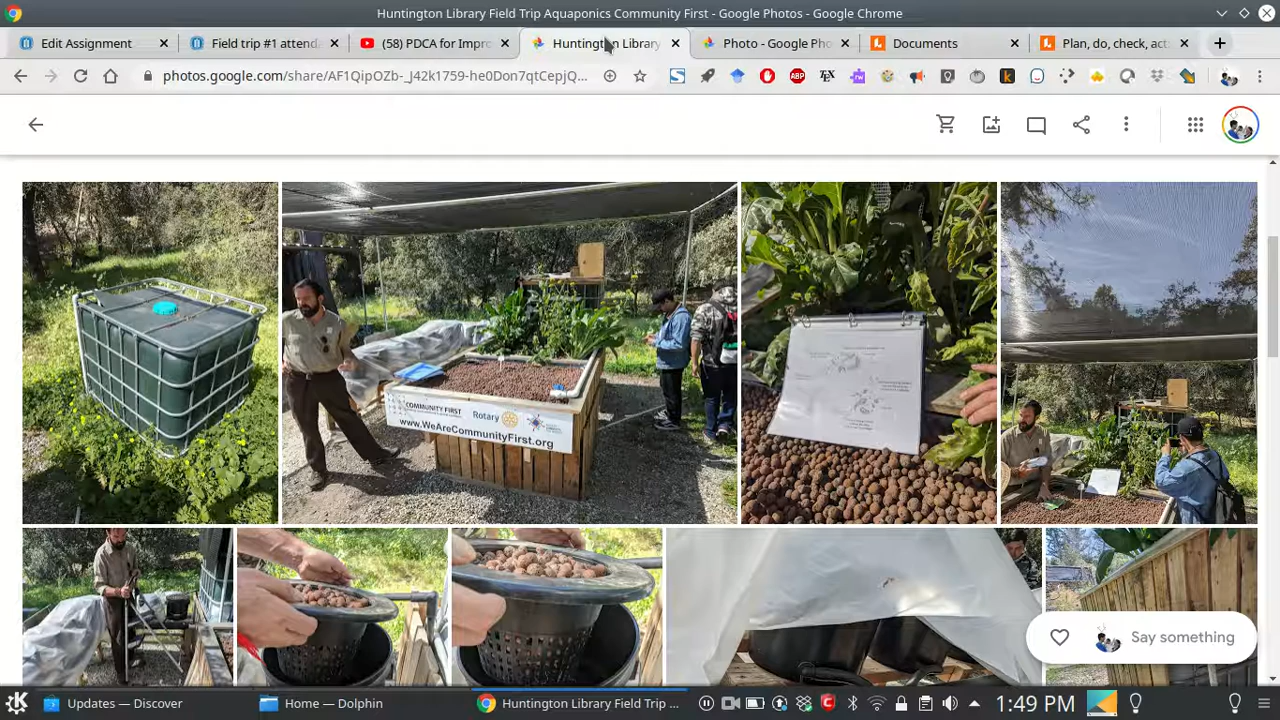 Huntington Library Field Trip Aquaponics Community First - Google Photos - Google Chrome
Edit Assignment
Field trip #1 attend
(58) PDCA for Impro
Huntington Library
Photo - Google Pho
Documents
Plan, do, check, act
photos.google.com/share/AF1QipOZb-_J42k1759-he0Don7qtCepjQ...
ABP
COMMUNITY FIRST
Rotary
www.WeAreCommunityFirst.org
Say something
Updates — Discover
Home — Dolphin
Huntington Library Field Trip ...
1:49 PM